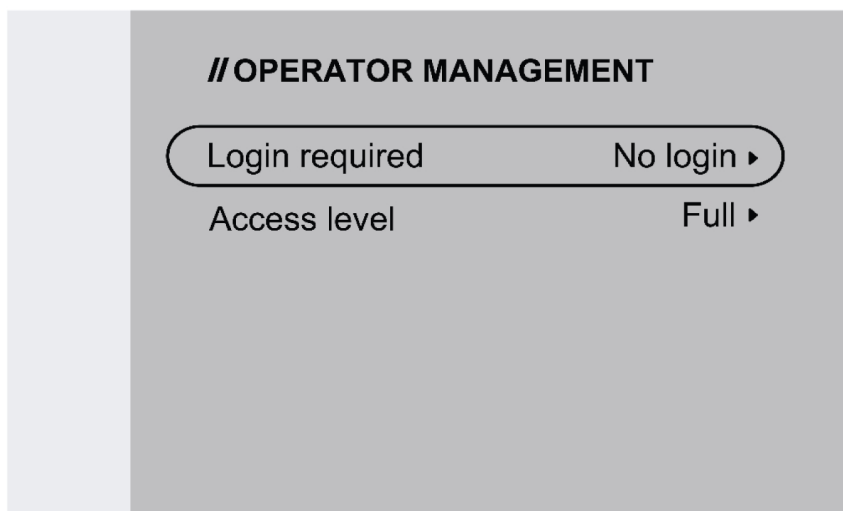 // OPERATOR MANAGEMENT
Login required No login ▸
Access level Full ▸